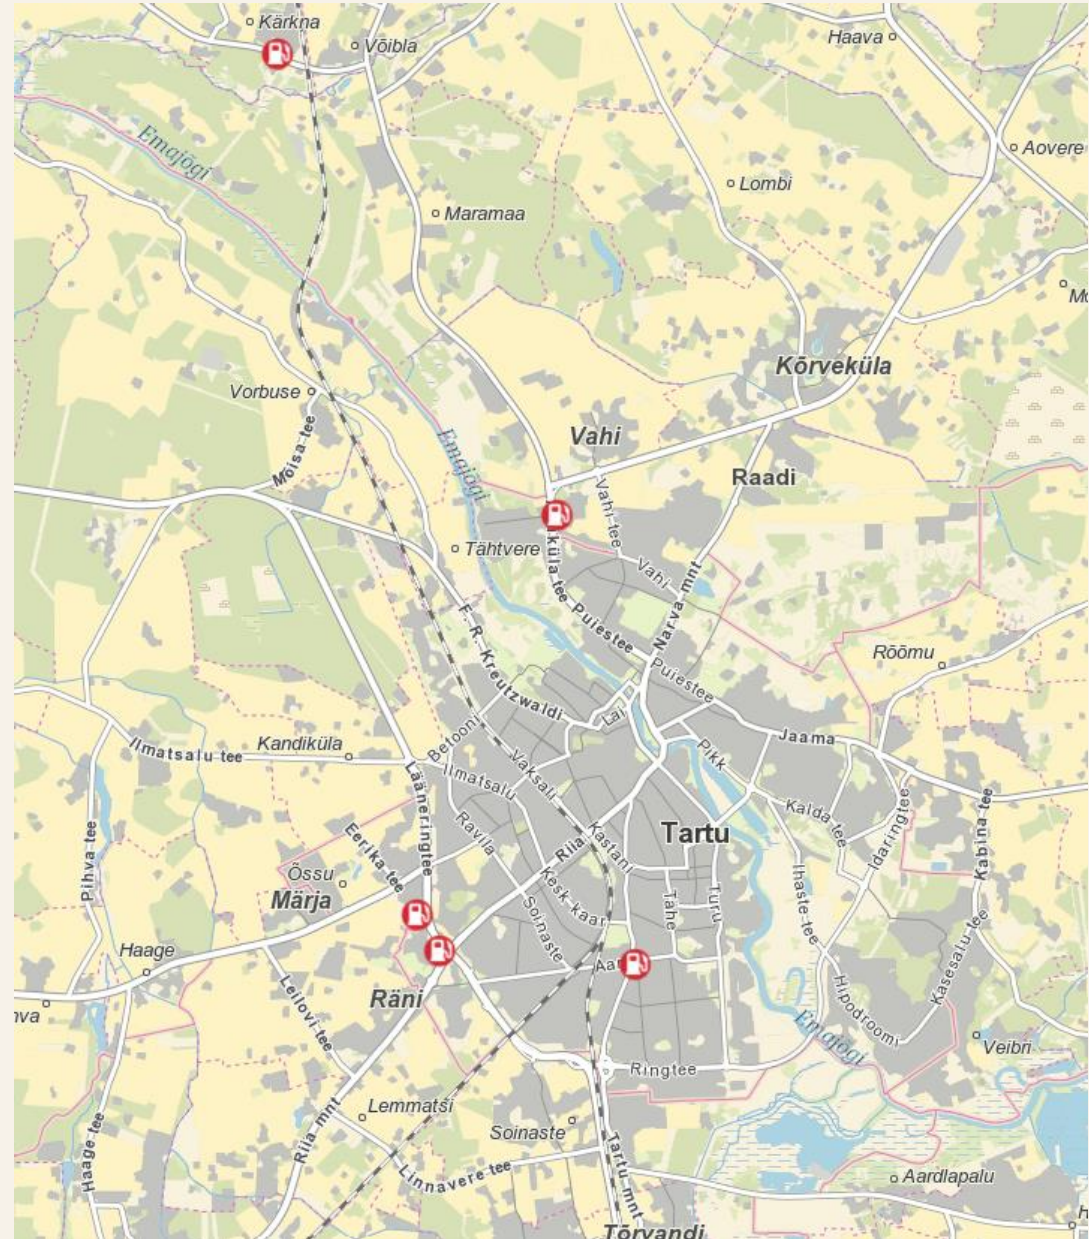 Kärkna
Võibla
Haava
Aovere
Emajõgi
Lombi
Maramaa
Kõrveküla
Vorbuse
Mõisa tee
Emajõgi
Vahi
Raadi
Vahi tee
Tähtvere
küla tee
Vahi
Narva mnt
Puiestee
F. R. Kreutzwaldi
Puiestee
Rõõmu
Lai
Jaama
Ilmatsalu tee
Kandiküla
Betooni
Vaksali
Pikk
Ilmatsalu
Lääneringtee
Kalda tee
Idaringtee
Kabina tee
Pihva tee
Eerika tee
Ravila
Riia
Kastani
Tartu
Õssu
Märja
Kesk kaar
Soinaste
Tähe
Turu
Ihaste tee
Haage
Aar
Kasesalu tee
Hipodroomi
Räni
Leilovi tee
Emajõgi
Veibri
Ringtee
Lemmatsi
Soinaste
Riia mnt
Haage tee
Linnavere tee
Tartu mnt
Aardlapalu
Tõrvandi